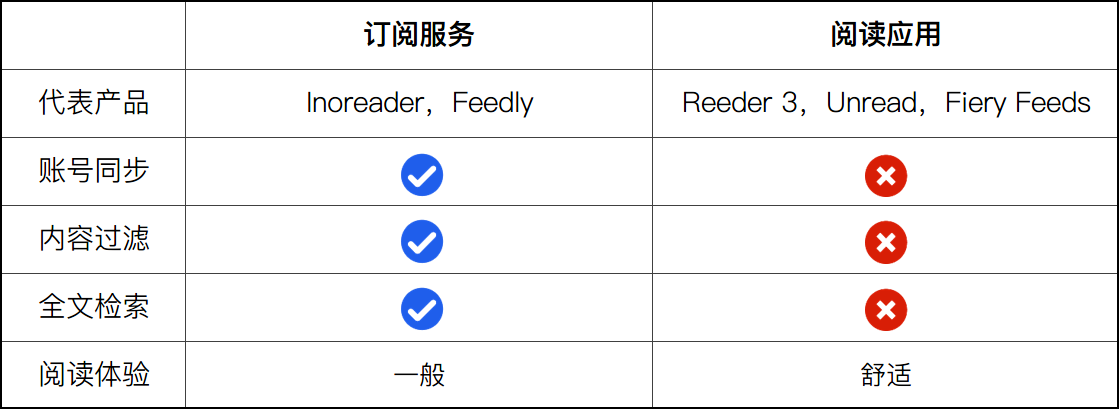 订阅服务 阅读应用
代表产品 Inoreader，Feedly Reeder 3，Unread，Fiery Feeds
账号同步
内容过滤
全文检索
阅读体验 一般 舒适